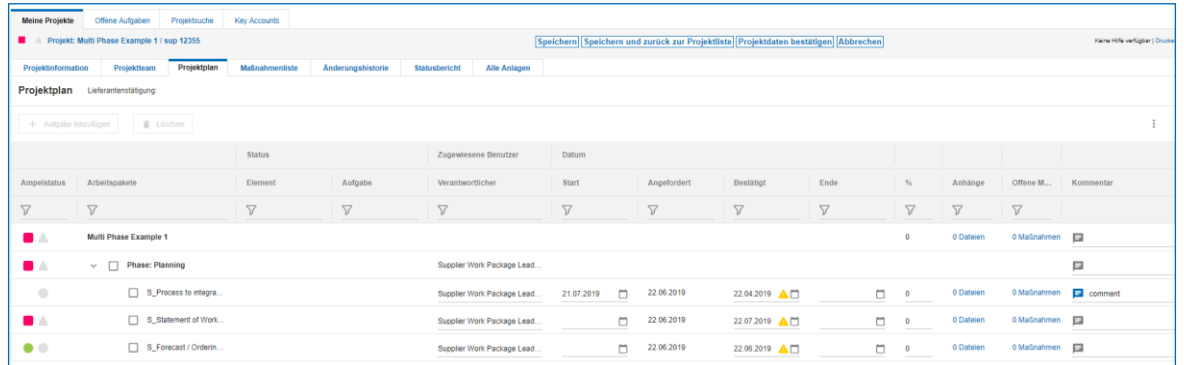 Meine Projekte Offene Aufgaben Projektsuche Key Accounts
Projekt: Multi Phase Example 1 / sup 12355 Speichern Speichern und zurück zur Projektliste Projektdaten bestätigen Abbrechen Keine Hilfe verfügbar |
Projektinformation Projektteam Projektplan Maßnahmenliste Änderungshistorie Statusbericht Alle Anlagen
Projektplan Lieferantenstätigung:
+ Aufgabe hinzufügen Löschen
Status Zugewiesene Benutzer Datum
Ampelstatus Arbeitspakete Element Aufgabe Verantwortlicher Start Angefordert Bestätigt Ende % Anhänge Offene M... Kommentar
Multi Phase Example 1 0 0 Dateien 0 Maßnahmen
Phase: Planning Supplier Work Package Lead...
S_Process to integra... Supplier Work Package Lead... 21.07.2019 22.06.2019 22.04.2019 0 0 Dateien 0 Maßnahmen comment
S_Statement of Work... Supplier Work Package Lead... 22.06.2019 22.07.2019 0 0 Dateien 0 Maßnahmen
S_Forecast / Orderin... Supplier Work Package Lead... 22.06.2019 22.06.2019 0 0 Dateien 0 Maßnahmen